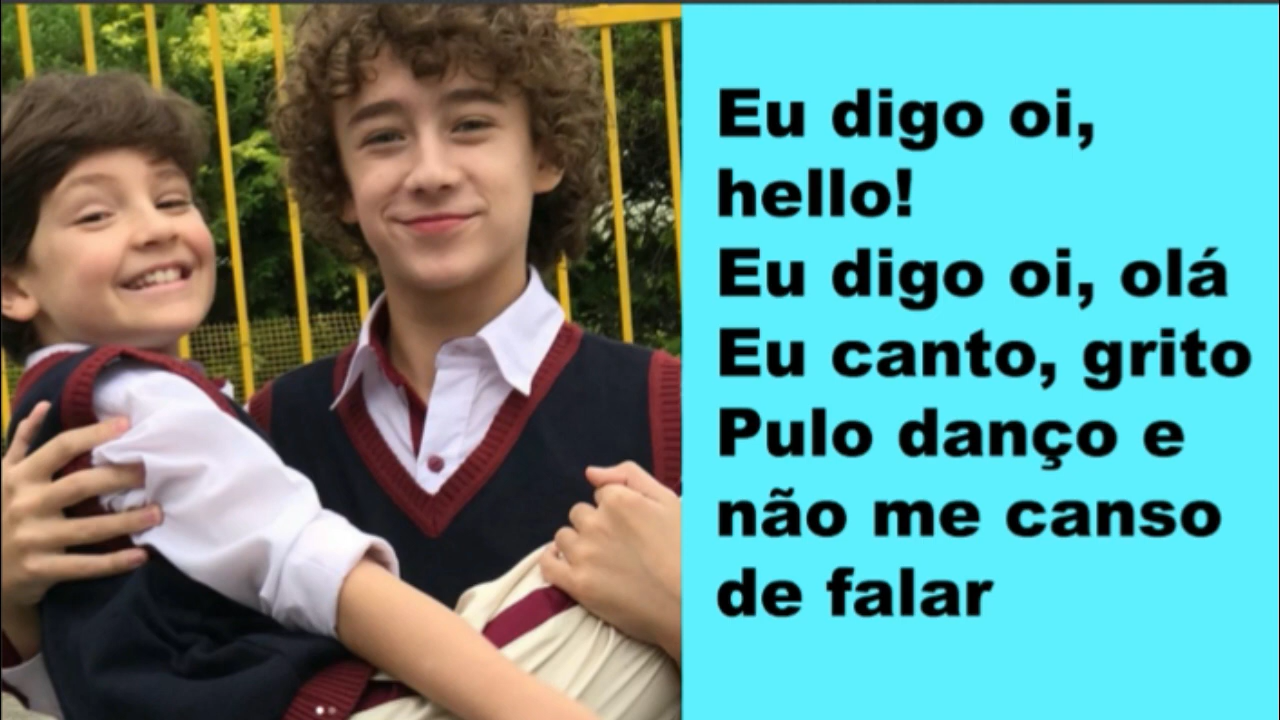 Eu digo oi,
hello!
Eu digo oi, olá
Eu canto, grito
Pulo danço e
não me canso
de falar